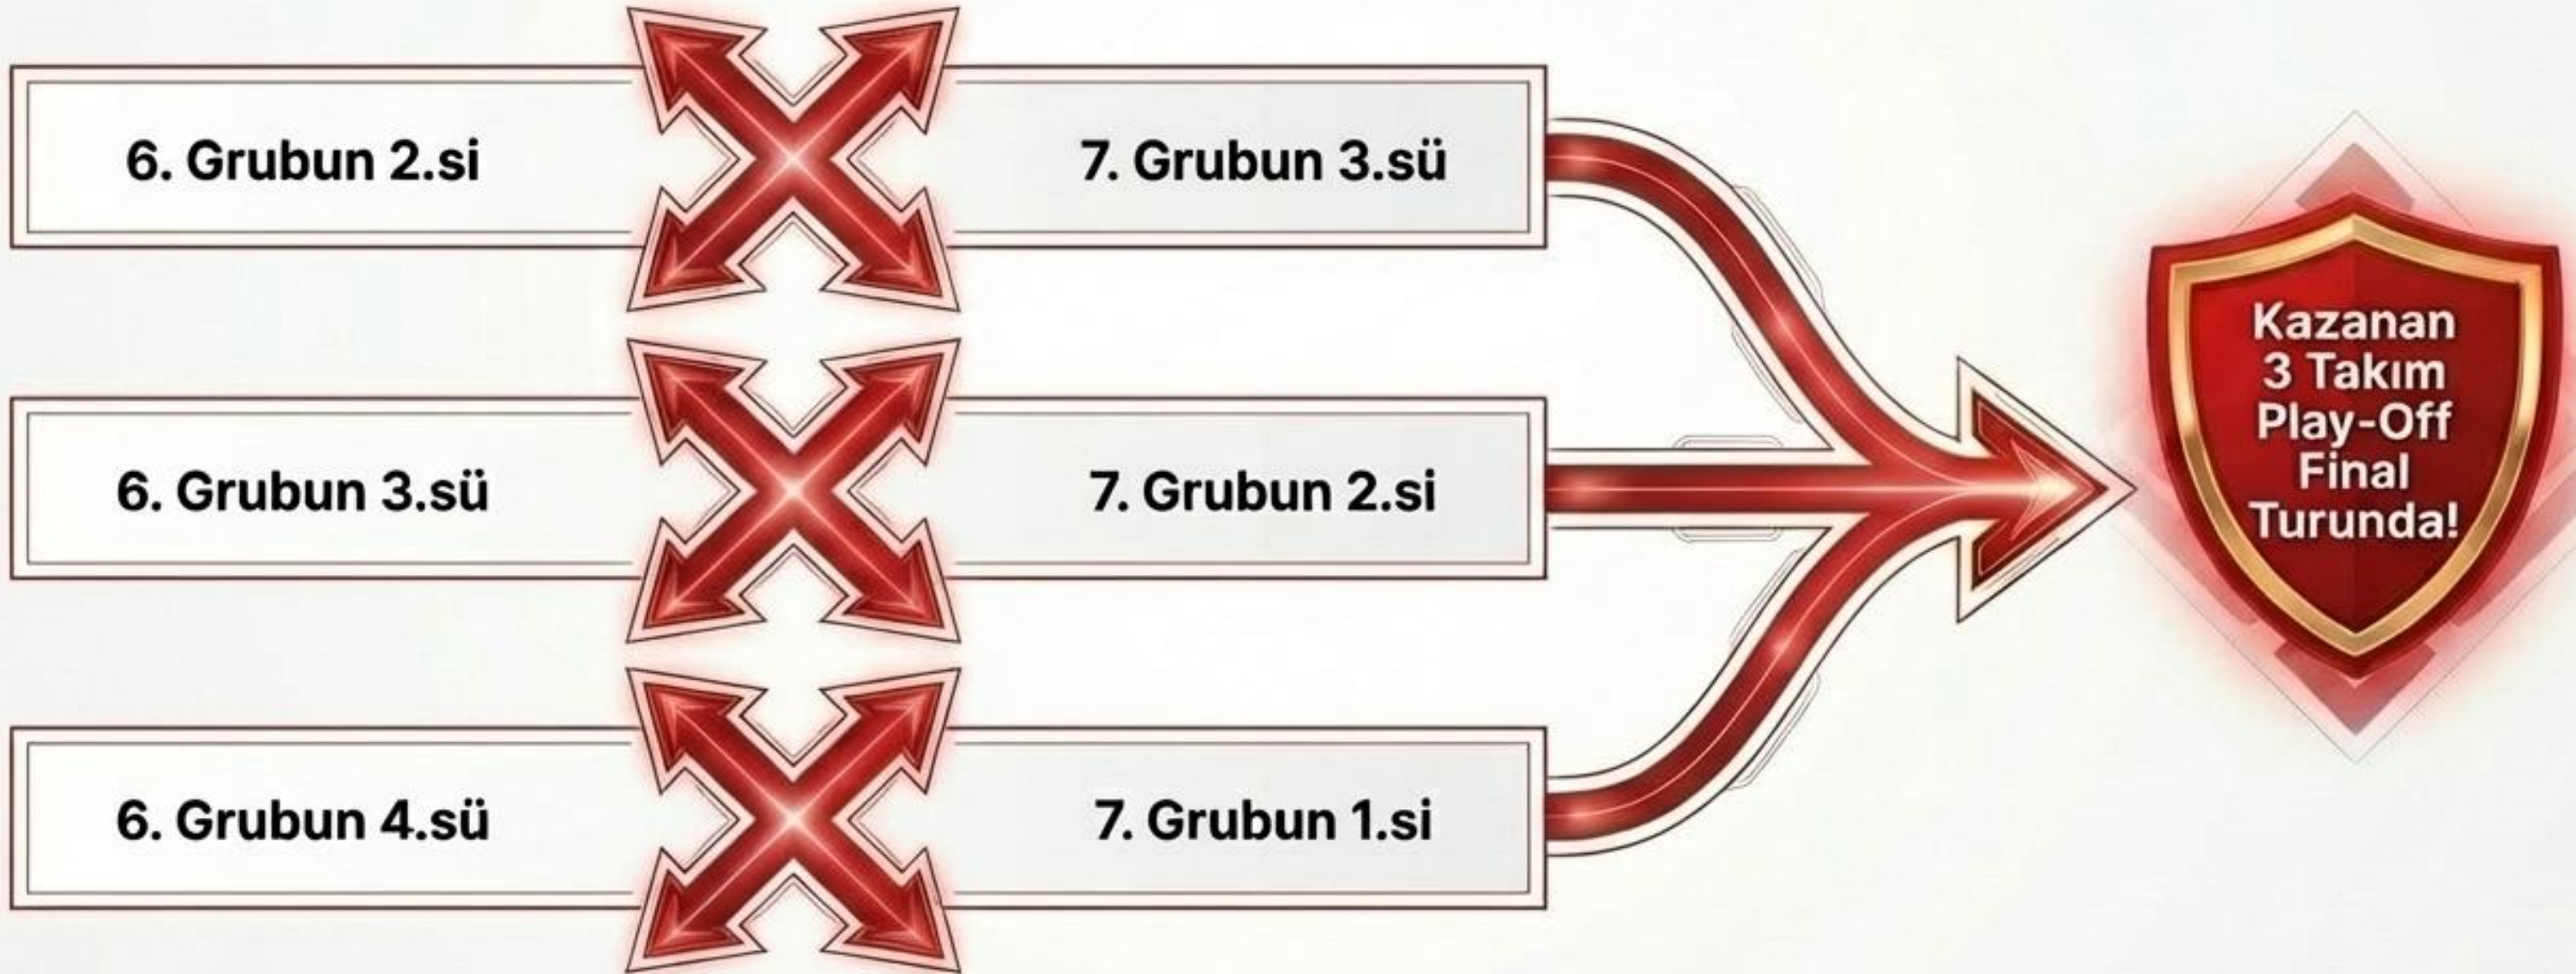 6. Grubun 2.si
7. Grubun 3.sü
6. Grubun 3.sü
7. Grubun 2.si
6. Grubun 4.sü
7. Grubun 1.si
Kazanan
3 Takım
Play-Off
Final
Turunda!